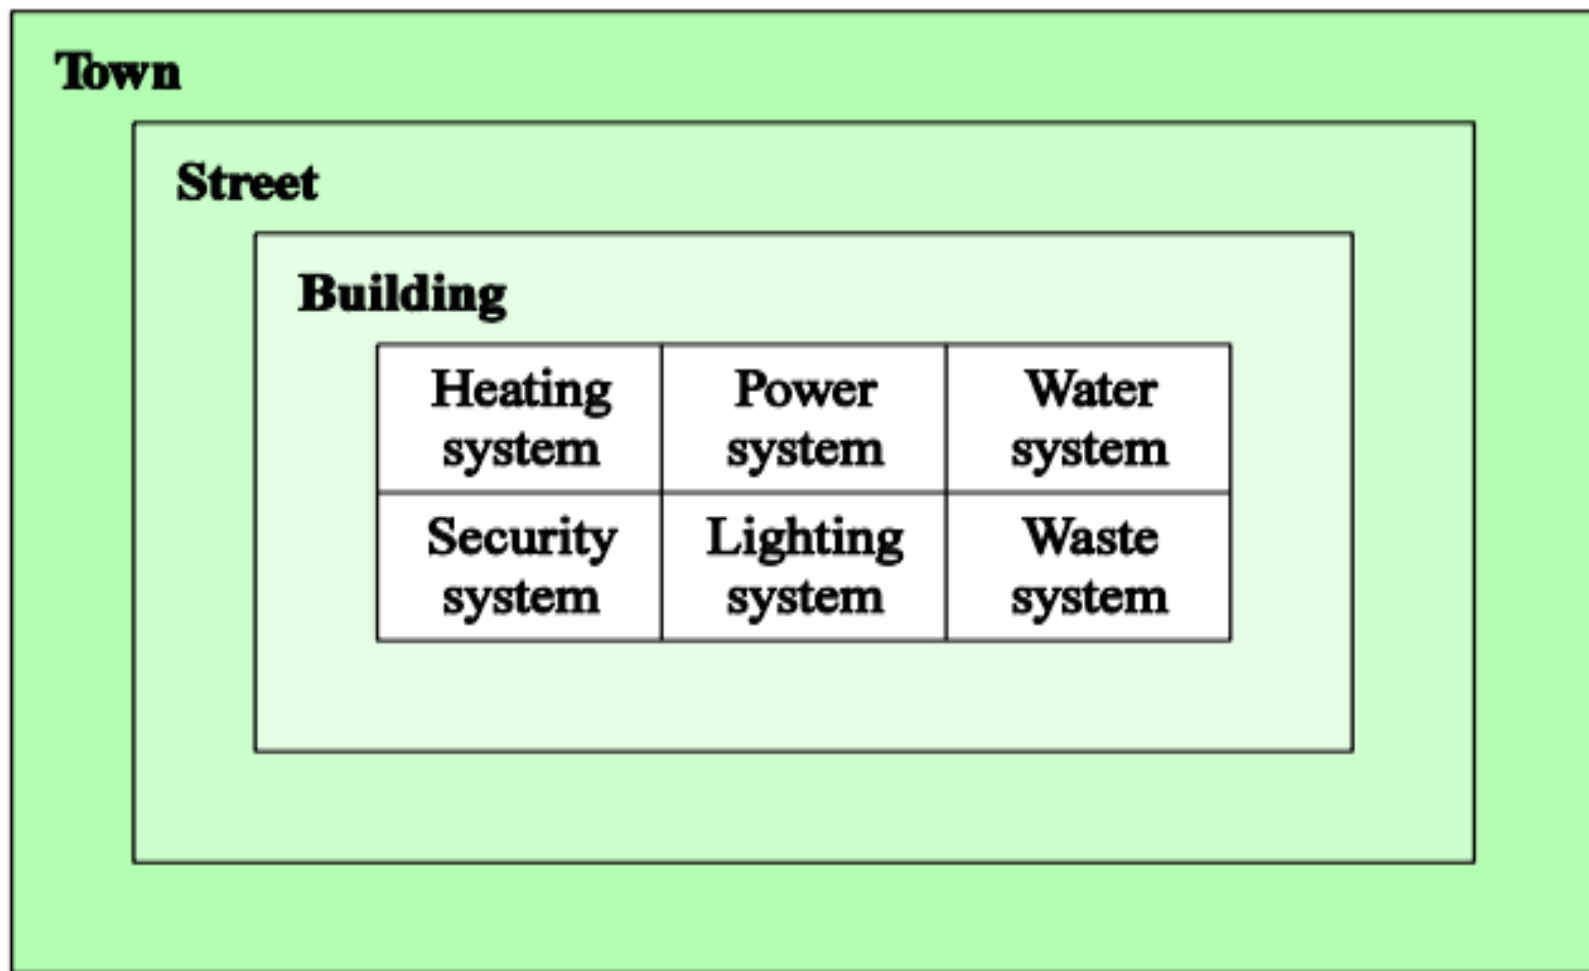 Town
Street
Building
Heating system
Power system
Water system
Security system
Lighting system
Waste system